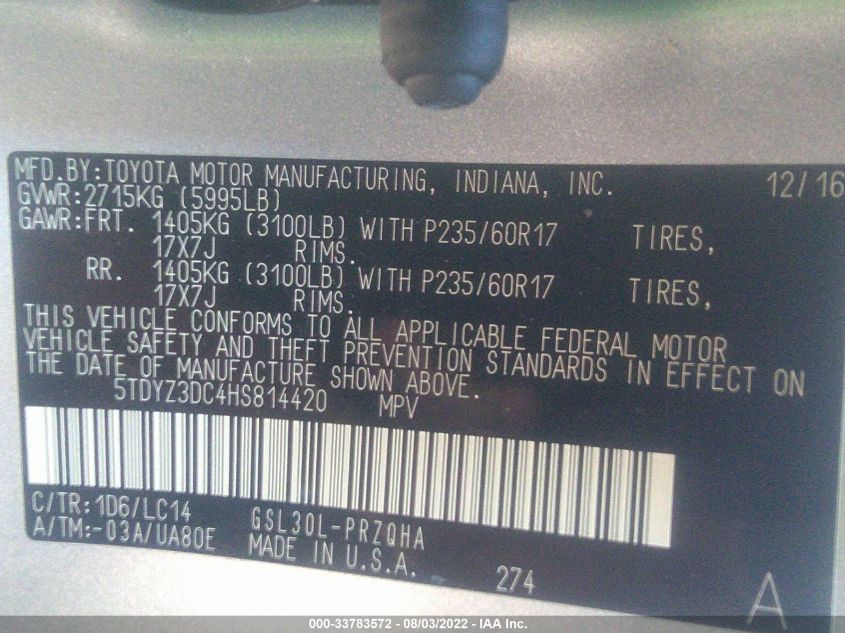 MFD.BY:TOYOTA MOTOR MANUFACTURING, INDIANA, INC. 12/16
GVWR:2715KG (5995LB)
GAWR:FRT. 1405KG (3100LB) WITH P235/60R17 TIRES,
17X7J RIMS.
RR. 1405KG (3100LB) WITH P235/60R17 TIRES,
17X7J RIMS.
THIS VEHICLE CONFORMS TO ALL APPLICABLE FEDERAL MOTOR
VEHICLE SAFETY AND THEFT PREVENTION STANDARDS IN EFFECT ON
THE DATE OF MANUFACTURE SHOWN ABOVE.
5TDYZ3DC4HS814420 MPV
C/TR:1D6/LC14 GSL30L-PRZQHA
A/TM:-03A/UA80E MADE IN U.S.A. 274
A
000-33783572 - 08/03/2022 - IAA Inc.